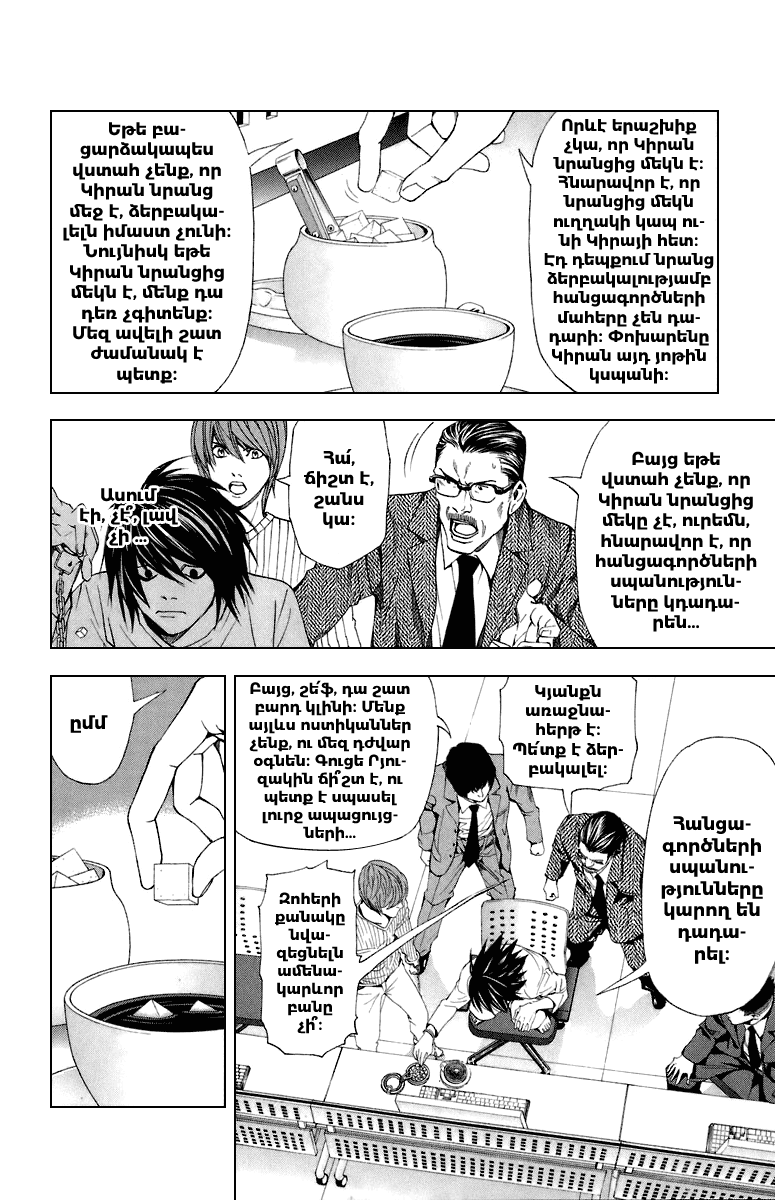 Որևէ երաշխիք
չկա, որ Կիրան
նրանցից մեկն է։
Հնարավոր է, որ
նրանցից մեկն
ուղղակի կապ ու-
նի Կիրայի հետ։
Էդ դեպքում նրանց
ձերբակալությամբ
հանցագործների
մահերը չեն դա-
դարի։ Փոխարենը
Կիրան այդ յոթին
կսպանի։
Եթե բա-
ցարձակապես
վստահ չենք, որ
Կիրան նրանց
մեջ է, ձերբակա-
լելն իմաստ չունի։
Նույնիսկ եթե
Կիրան նրանցից
մեկն է, մենք դա
դեռ չգիտենք։
Մեզ ավելի շատ
ժամանակ է
պետք։
Բայց եթե
վստահ չենք, որ
Կիրան նրանցից
մեկը չէ, ուրեմն,
հնարավոր է, որ
հանցագործների
սպանություն-
ները կդադա-
րեն...
Հա՛,
ճիշտ է,
շանս
կա։
Ասում
էի, չէ՞, լավ
չի...
Հանցա-
գործների
սպանու-
թյունները
կարող են
դադա-
րել։
Կյանքն
առաջնա-
հերթ է։
Պե՛տք է ձեր-
բակալել։
Բայց, շե՛ֆ, դա շատ
բարդ կլինի։ Մենք
այլևս ոստիկաններ
չենք, ու մեզ դժվար
օգնեն։ Գուցե Րյու-
զակին ճի՞շտ է, ու
պետք է սպասել
լուրջ ապացույց-
ների...
Զոհերի
քանակը
նվա-
զեցնելն
ամենա-
կարևոր
բանը
չի՞։
ըմմ